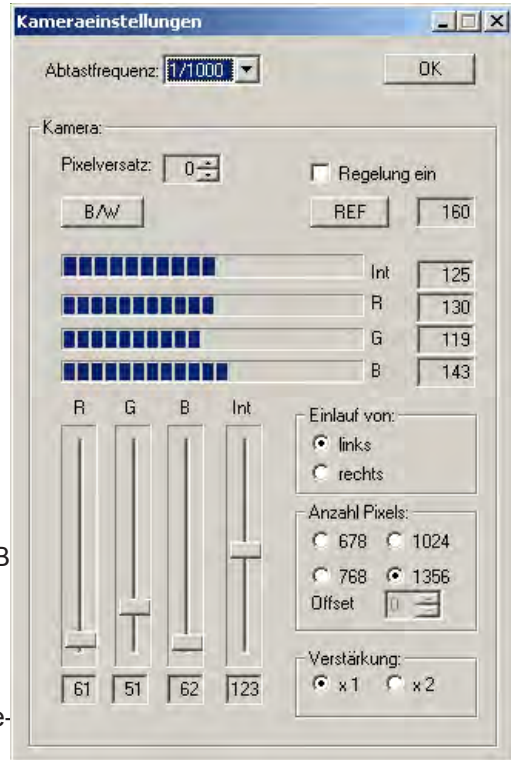 Kameraeinstellungen
Abtastfrequenz: 1/1000 OK
Kamera:
Pixelversatz: 0 Regelung ein
B/W REF 160
Int 125
R 130
G 119
B 143
R G B Int
Einlauf von:
links
rechts
Anzahl Pixels:
678 1024
768 1356
Offset 0
Verstärkung:
x1 x2
61 51 62 123
B
e-